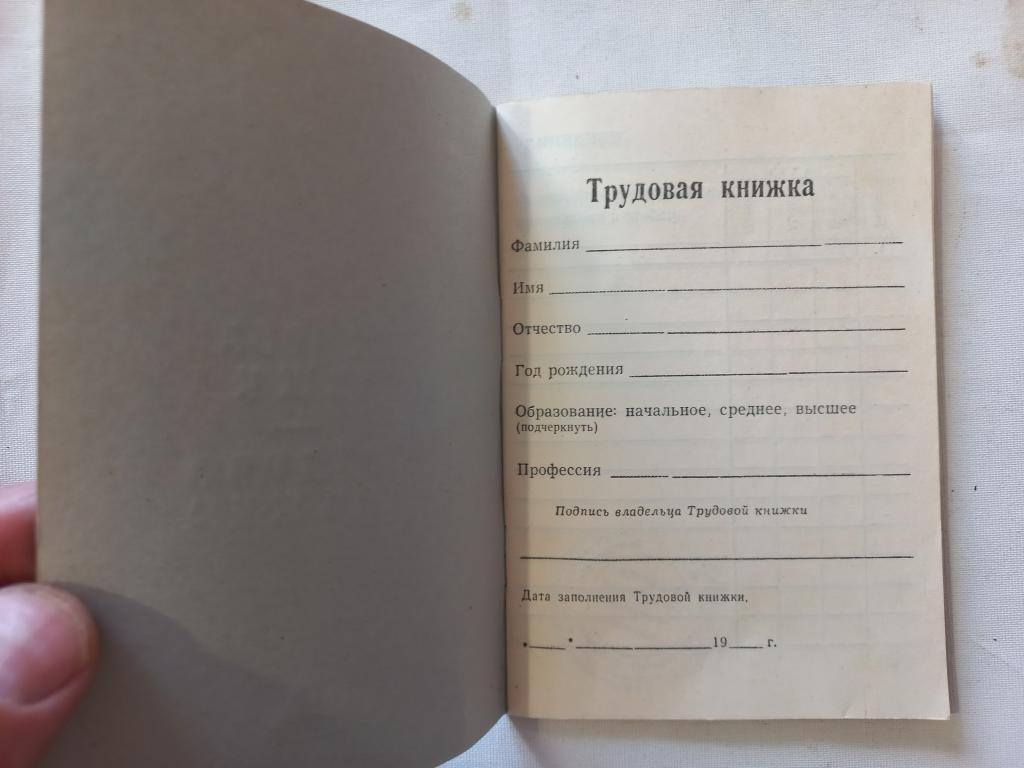 Трудовая книжка
Фамилия
Имя
Отчество
Год рождения
Образование: начальное, среднее, высшее
(подчеркнуть)
Профессия
Подпись владельца Трудовой книжки
Дата заполнения Трудовой книжки.
19 г.